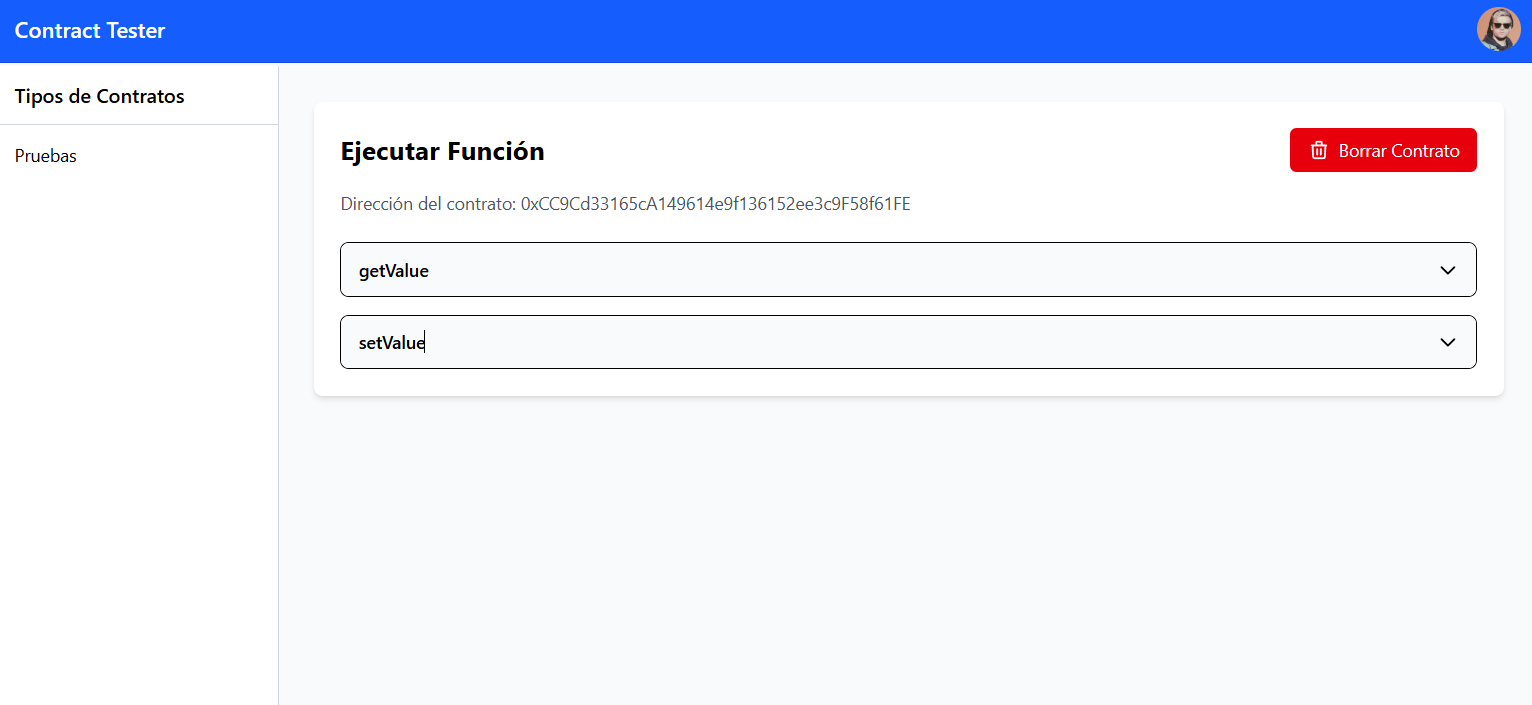 Contract Tester
Tipos de Contratos
Pruebas
Ejecutar Función
Borrar Contrato
Dirección del contrato: 0xCC9Cd33165cA149614e9f136152ee3c9F58f61FE
getValue
setValue